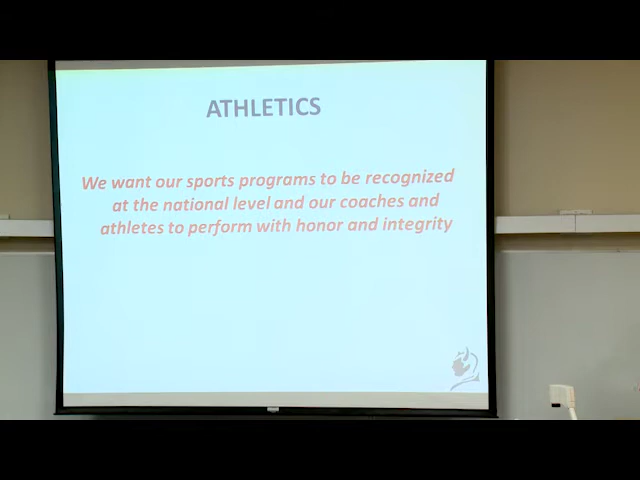 ATHLETICS
We want our sports programs to be recognized
at the national level and our coaches and
athletes to perform with honor and integrity